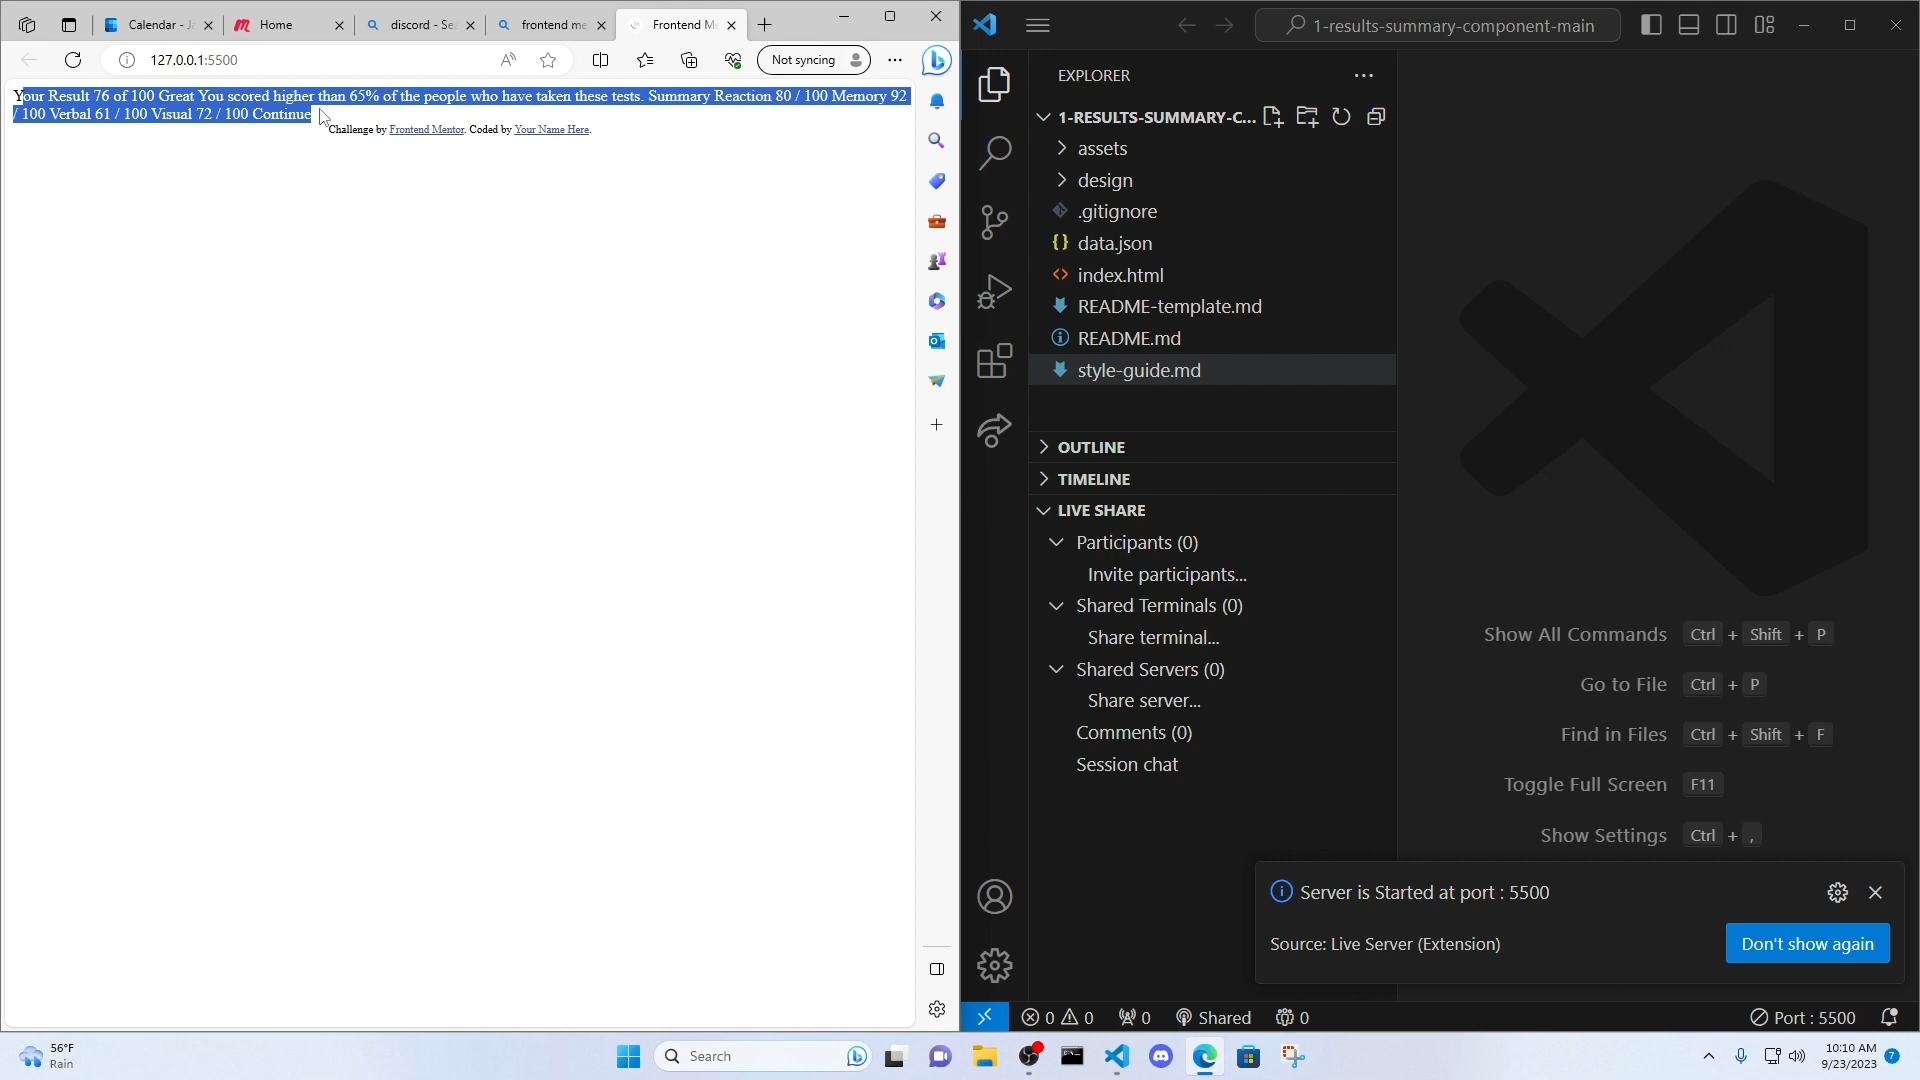 Calendar - Ja
Home
discord - Sea
frontend me
Frontend Me
1-results-summary-component-main
127.0.0.1:5500
Not syncing
EXPLORER
Your Result 76 of 100 Great You scored higher than 65% of the people who have taken these tests. Summary Reaction 80 / 100 Memory 92
/ 100 Verbal 61 / 100 Visual 72 / 100 Continue
Challenge by Frontend Mentor. Coded by Your Name Here.
1-RESULTS-SUMMARY-C...
assets
design
.gitignore
data.json
index.html
README-template.md
README.md
style-guide.md
OUTLINE
TIMELINE
LIVE SHARE
Participants (0)
Invite participants...
Shared Terminals (0)
Share terminal...
Shared Servers (0)
Share server...
Comments (0)
Session chat
Show All Commands Ctrl + Shift + P
Go to File Ctrl + P
Find in Files Ctrl + Shift + F
Toggle Full Screen F11
Show Settings Ctrl + ,
Server is Started at port : 5500
Source: Live Server (Extension)
Don't show again
0 0 0 Shared 0
Port : 5500
56°F
Rain
Search
10:10 AM
9/23/2023
7